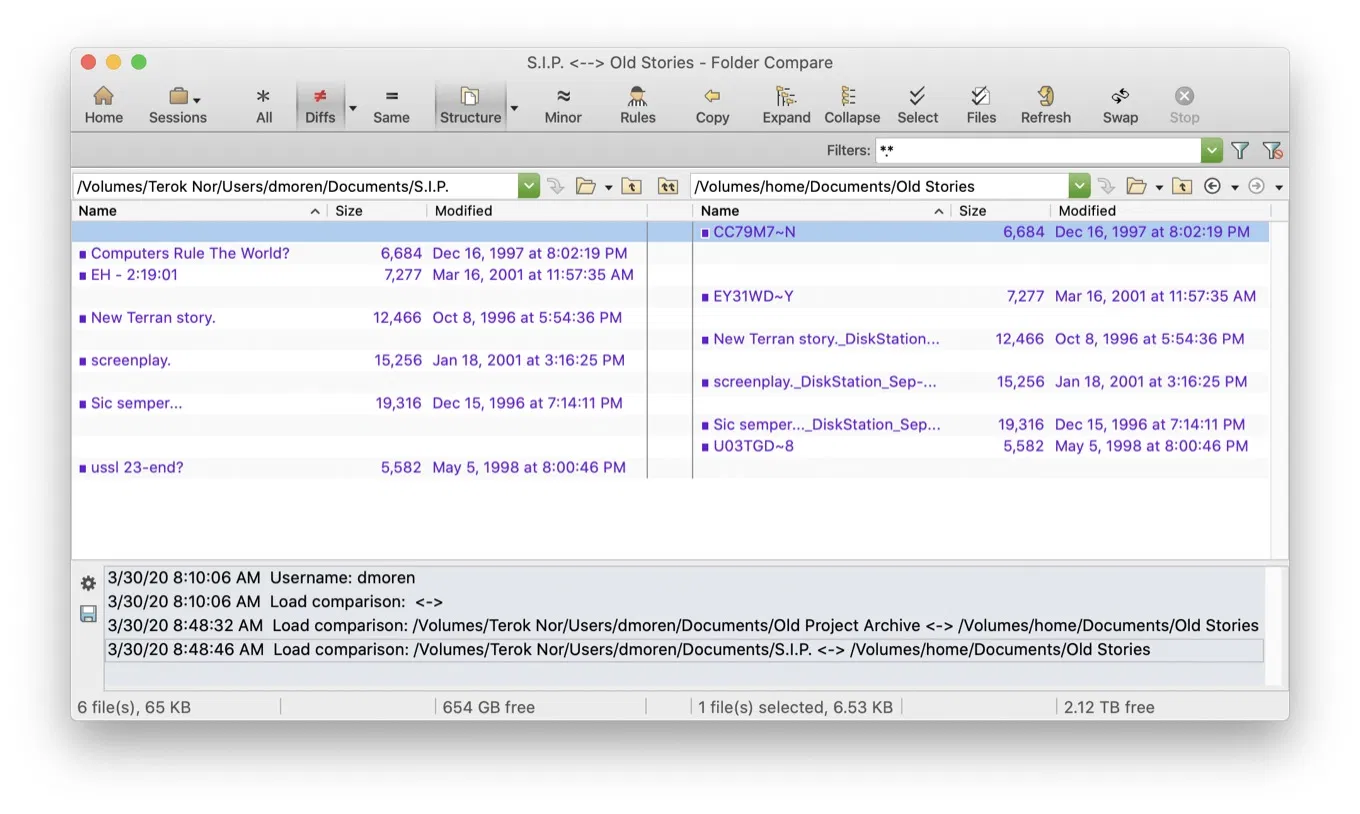 S.I.P. <--> Old Stories - Folder Compare
Home Sessions All Diffs Same Structure Minor Rules Copy Expand Collapse Select Files Refresh Swap Stop
Filters: *.*
/Volumes/Terok Nor/Users/dmoren/Documents/S.I.P. /Volumes/home/Documents/Old Stories
Name Size Modified Name Size Modified
CC79M7~N 6,684 Dec 16, 1997 at 8:02:19 PM
Computers Rule The World? 6,684 Dec 16, 1997 at 8:02:19 PM
EH - 2:19:01 7,277 Mar 16, 2001 at 11:57:35 AM
EY31WD~Y 7,277 Mar 16, 2001 at 11:57:35 AM
New Terran story. 12,466 Oct 8, 1996 at 5:54:36 PM
New Terran story._DiskStation... 12,466 Oct 8, 1996 at 5:54:36 PM
screenplay. 15,256 Jan 18, 2001 at 3:16:25 PM
screenplay._DiskStation_Sep-... 15,256 Jan 18, 2001 at 3:16:25 PM
Sic semper... 19,316 Dec 15, 1996 at 7:14:11 PM
Sic semper..._DiskStation_Sep... 19,316 Dec 15, 1996 at 7:14:11 PM
U03TGD~8 5,582 May 5, 1998 at 8:00:46 PM
ussl 23-end? 5,582 May 5, 1998 at 8:00:46 PM
3/30/20 8:10:06 AM Username: dmoren
3/30/20 8:10:06 AM Load comparison: <->
3/30/20 8:48:32 AM Load comparison: /Volumes/Terok Nor/Users/dmoren/Documents/Old Project Archive <-> /Volumes/home/Documents/Old Stories
3/30/20 8:48:46 AM Load comparison: /Volumes/Terok Nor/Users/dmoren/Documents/S.I.P. <-> /Volumes/home/Documents/Old Stories
6 file(s), 65 KB 654 GB free 1 file(s) selected, 6.53 KB 2.12 TB free